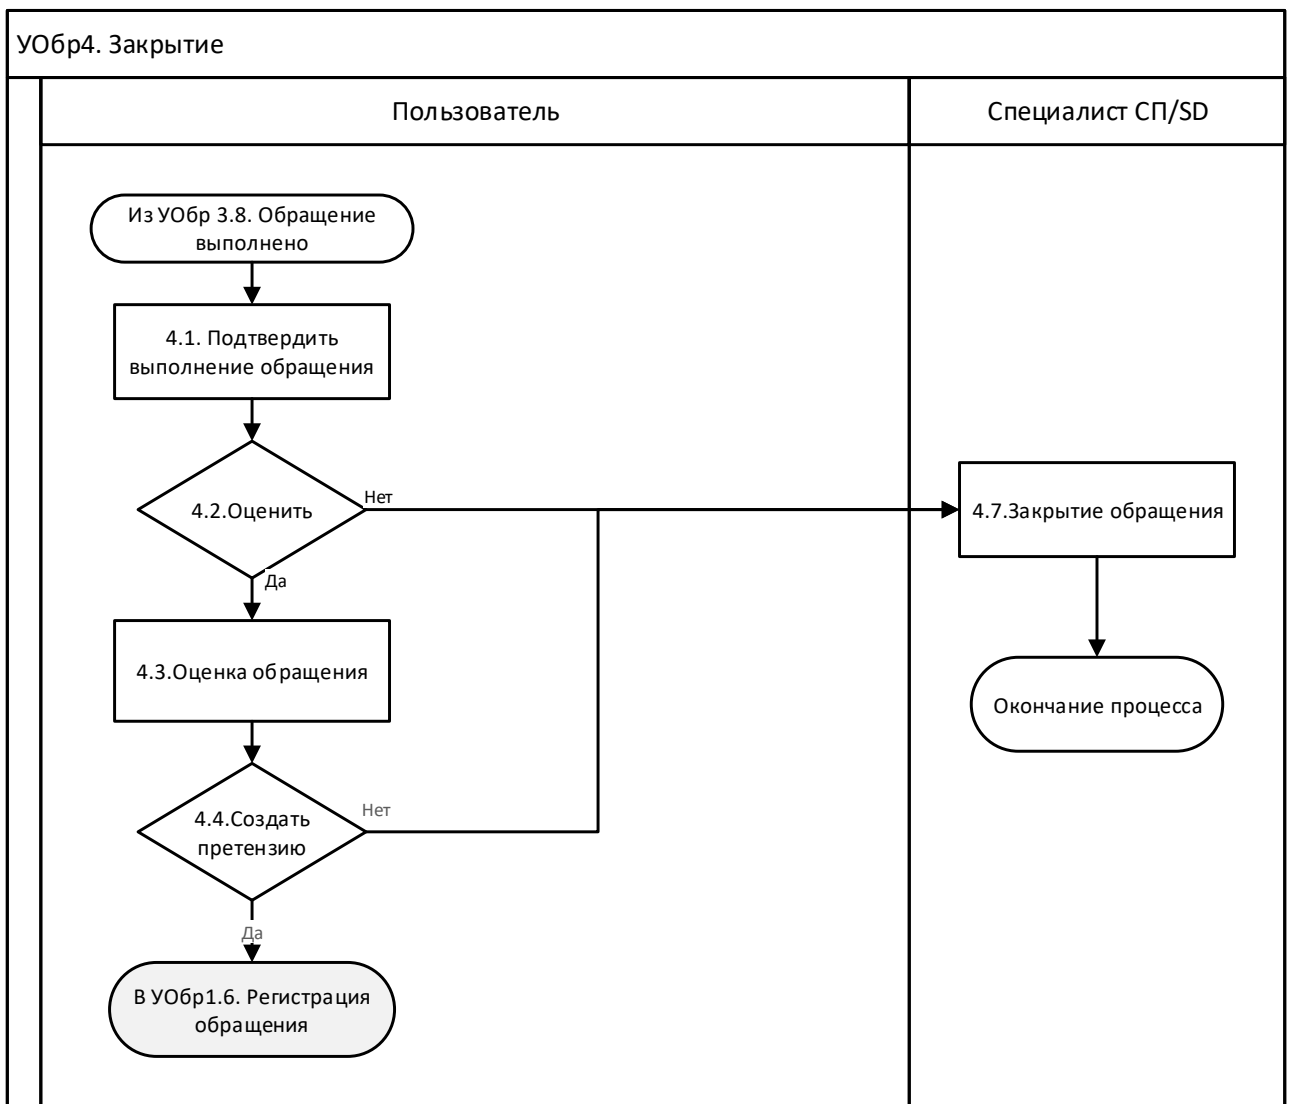 УОбр4. Закрытие
Пользователь
Специалист СП/SD
Из УОбр 3.8. Обращение
выполнено
4.1. Подтвердить
выполнение обращения
4.2.Оценить
Нет
4.7.Закрытие обращения
Да
4.3.Оценка обращения
Окончание процесса
4.4.Создать
претензию
Нет
Да
В УОбр1.6. Регистрация
обращения